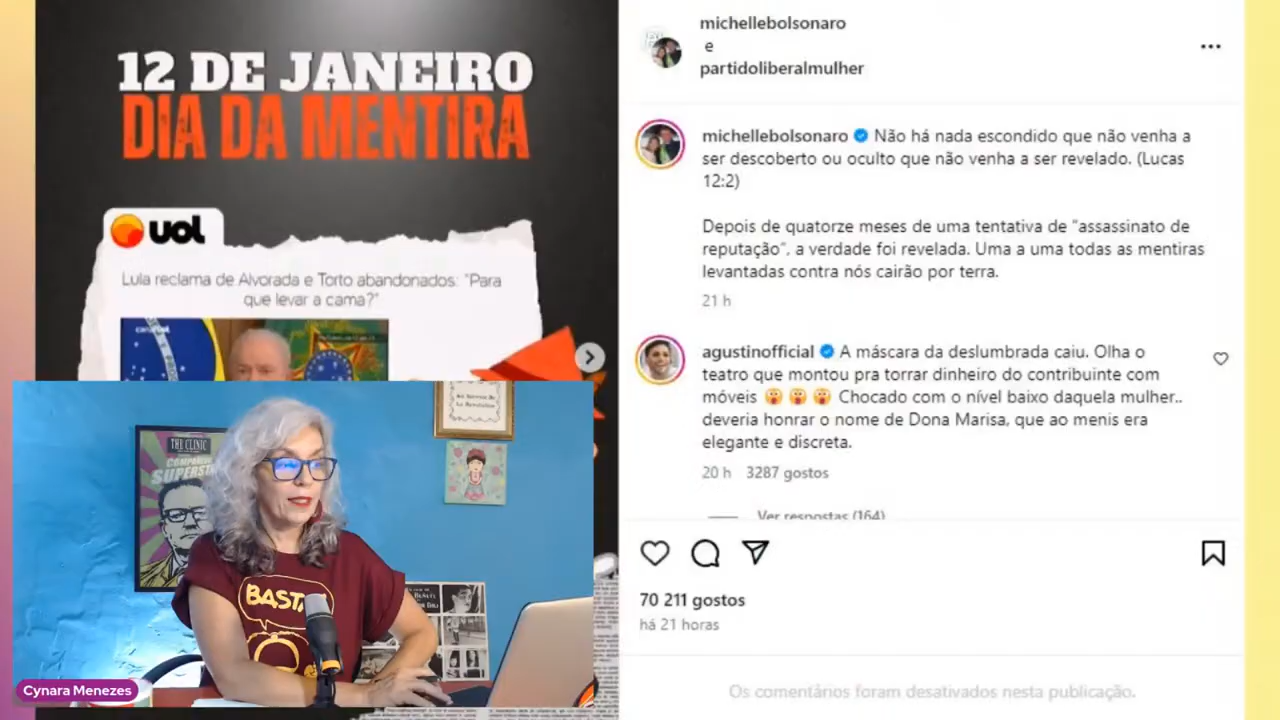 12 DE JANEIRO
DIA DA MENTIRA
uol
Lula reclama de Alvorada e Torto abandonados: "Para
que levar a cama?"
THE CLINIC
BASTA
Cynara Menezes
michellebolsonaro
e
partidoliberalmulher
michellebolsonaro Não há nada escondido que não venha a
ser descoberto ou oculto que não venha a ser revelado. (Lucas
12:2)
Depois de quatorze meses de uma tentativa de "assassinato de
reputação", a verdade foi revelada. Uma a uma todas as mentiras
levantadas contra nós cairão por terra.
21 h
agustinofficial A máscara da deslumbrada caiu. Olha o
teatro que montou pra torrar dinheiro do contribuinte com
móveis Chocado com o nível baixo daquela mulher..
deveria honrar o nome de Dona Marisa, que ao menis era
elegante e discreta.
20 h 3287 gostos
Ver respostas (164)
70 211 gostos
há 21 horas
Os comentários foram desativados nesta publicação.